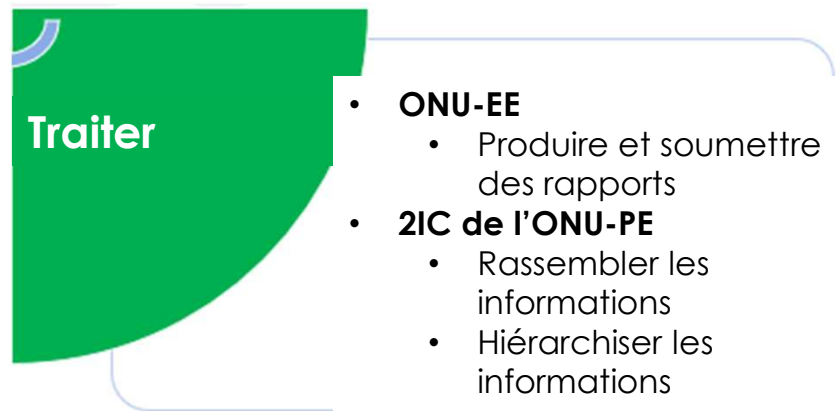 Traiter
• ONU-EE
• Produire et soumettre
des rapports
• 2IC de l’ONU-PE
• Rassembler les
informations
• Hiérarchiser les
informations